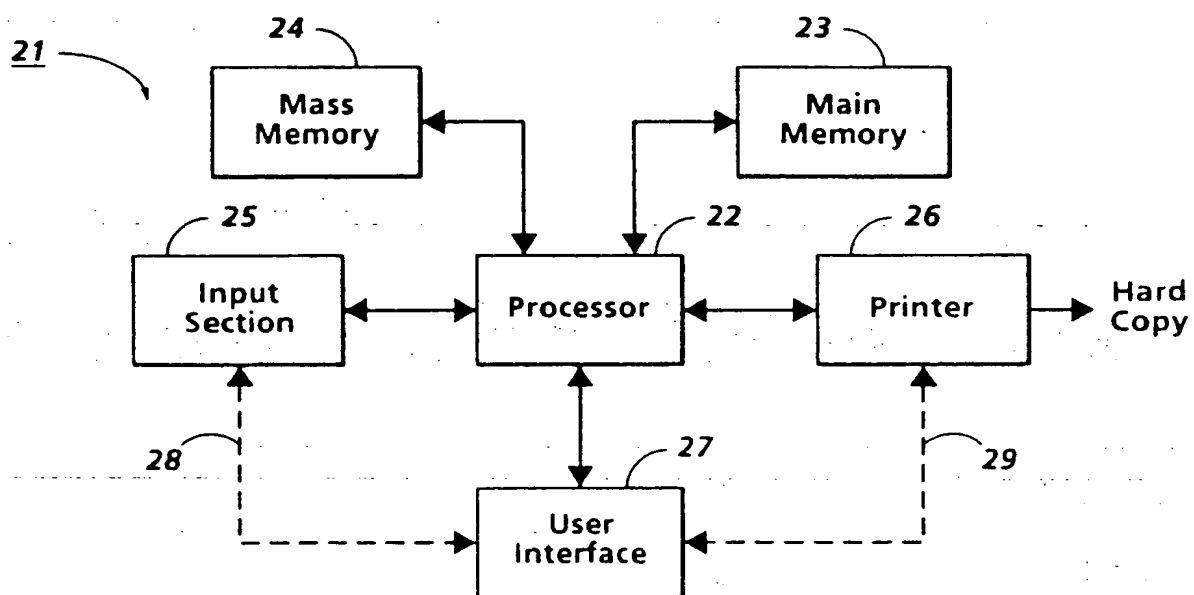 21
24
23
Mass
Memory
Main
Memory
25
22
26
Input
Section
Processor
Printer
Hard
Copy
28
27
29
User
Interface